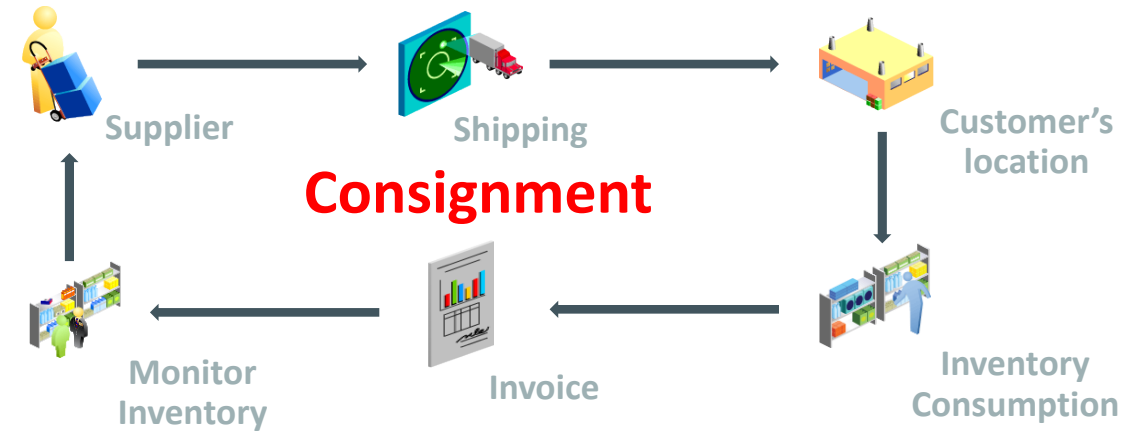 Supplier
Shipping
Customer's
location
Consignment
Monitor
Inventory
Invoice
Inventory
Consumption